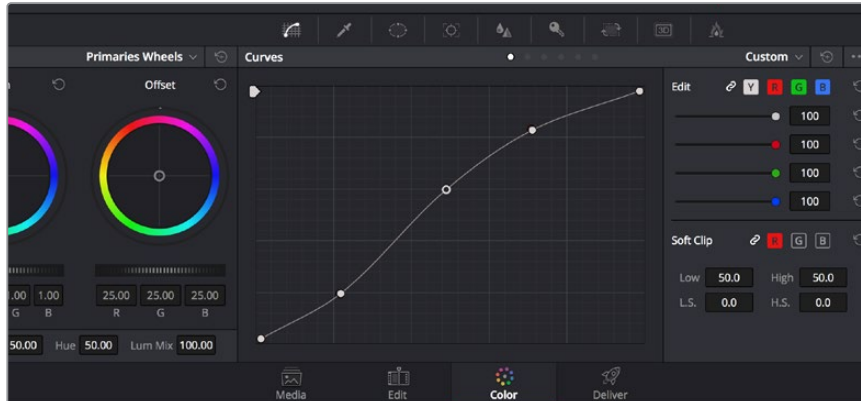 Primaries Wheels
Curves
Custom
Offset
Edit Y R G B
100
100
100
100
Soft Clip R G B
Low 50.0 High 50.0
L.S. 0.0 H.S. 0.0
1.00 25.00 25.00 25.00
G B R G B
50.00 Hue 50.00 Lum Mix 100.00
3D
Media Edit Color Deliver